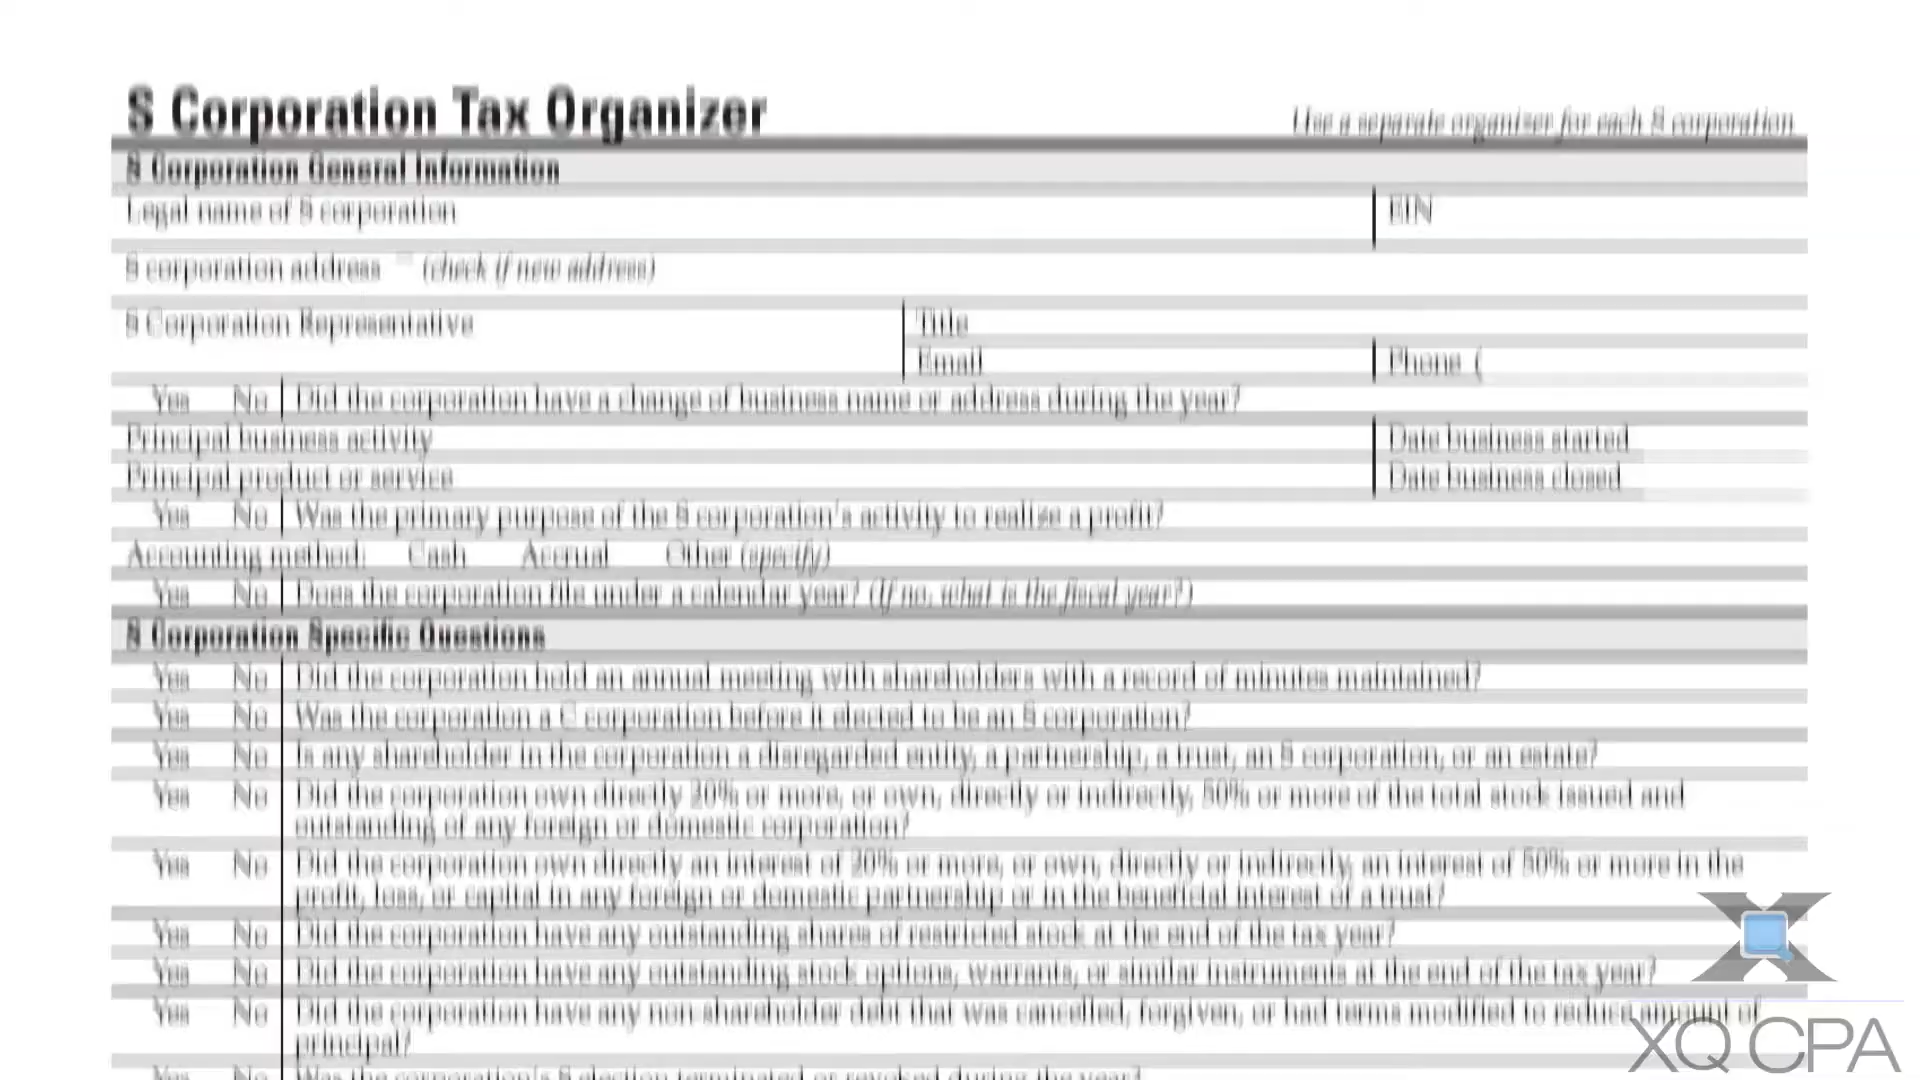 S Corporation Tax Organizer
Use a separate organizer for each S corporation
S Corporation General Information
Legal name of S corporation EIN
S corporation address (check if new address)
S Corporation Representative Title
Email Phone (
Yes No Did the corporation have a change of business name or address during the year?
Principal business activity Date business started
Principal product or service Date business closed
Yes No Was the primary purpose of the S corporation's activity to realize a profit?
Accounting method: Cash Accrual Other (specify)
Yes No Does the corporation file under a calendar year? (If no, what is the fiscal year?)
S Corporation Specific Questions
Yes No Did the corporation hold an annual meeting with shareholders with a record of minutes maintained?
Yes No Was the corporation a C corporation before it elected to be an S corporation?
Yes No Is any shareholder in the corporation a disregarded entity, a partnership, a trust, an S corporation, or an estate?
Yes No Did the corporation own directly 20% or more, or own, directly or indirectly, 50% or more of the total stock issued and
outstanding of any foreign or domestic corporation?
Yes No Did the corporation own directly an interest of 20% or more, or own, directly or indirectly, an interest of 50% or more in the
profit, loss, or capital in any foreign or domestic partnership or in the beneficial interest of a trust?
Yes No Did the corporation have any outstanding shares of restricted stock at the end of the tax year?
Yes No Did the corporation have any outstanding stock options, warrants, or similar instruments at the end of the tax year?
Yes No Did the corporation have any non shareholder debt that was cancelled, forgiven, or had terms modified to reduce amount of
principal?
Yes No Was the corporation's S election terminated or revoked during the year?
XQ CPA